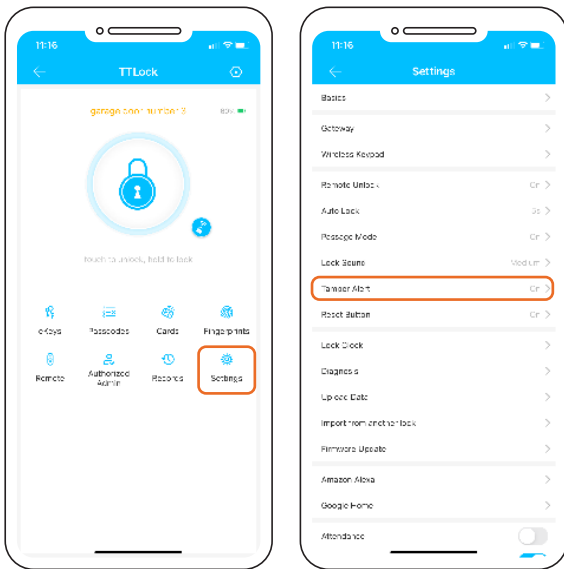 11:16
TTLock
garage door number 3
60%
touch to unlock, hold to lock
eKeys
Passcodes
Cards
Fingerprints
Remote
Authorized
Admin
Records
Settings
11:16
Settings
Basics
Gateway
Wireless Keypad
Remote Unlock On
Auto Lock 5s
Passage Mode On
Lock Sound Medium
Tamper Alert On
Reset Button On
Lock Clock
Diagnosis
Upload Data
Import from another lock
Firmware Update
Amazon Alexa
Google Home
Attendance